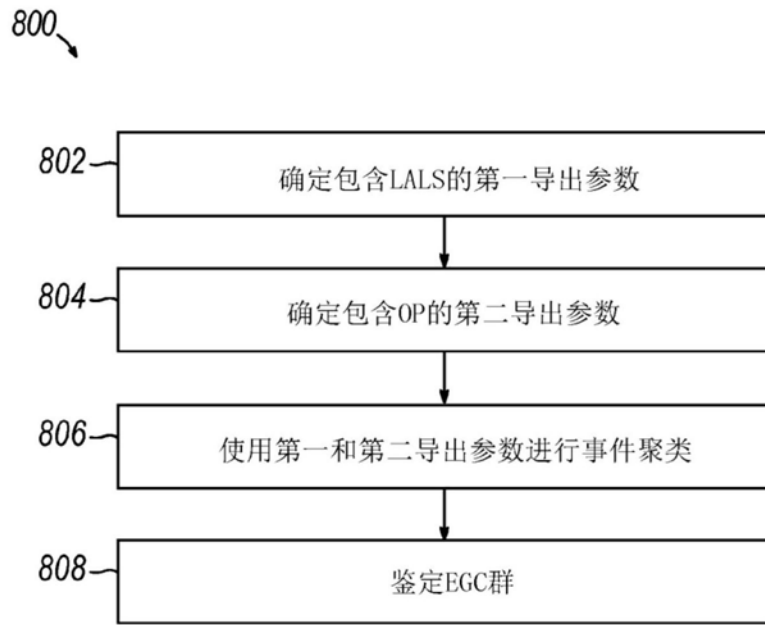 800
802
确定包含LALS的第一导出参数
804
确定包含OP的第二导出参数
806
使用第一和第二导出参数进行事件聚类
808
鉴定EGC群